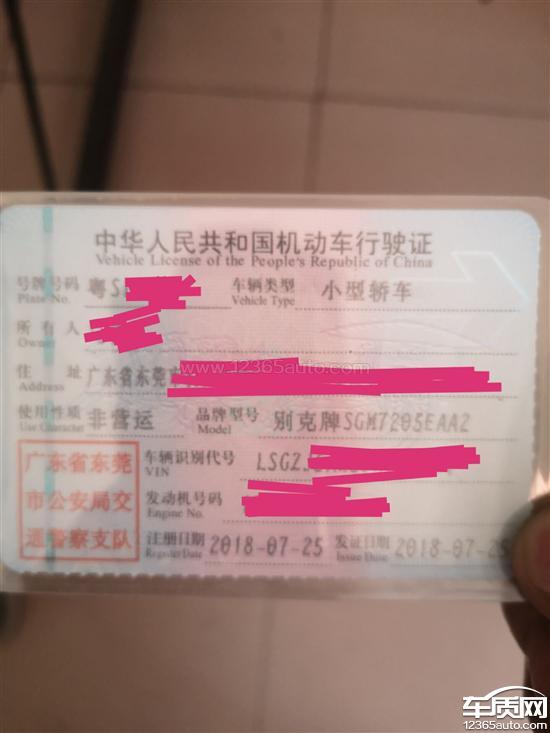 中华人民共和国机动车行驶证
Vehicle License of the People's Republic of China
号牌号码 粤S 车辆类型 小型轿车
Plate No. Vehicle Type
所有人
Owner
www.12365auto.com
住址 广东省东莞
Address
使用性质 非营运 品牌型号 别克牌SGM7205EAA2
Use Character Model
广东省东莞
市公安局交
通警察支队
车辆识别代号 LSGZ
VIN
发动机号码
Engine No.
注册日期 2018-07-25 发证日期 2018-07-25
Register Date Issue Date
车质网
12365auto.com